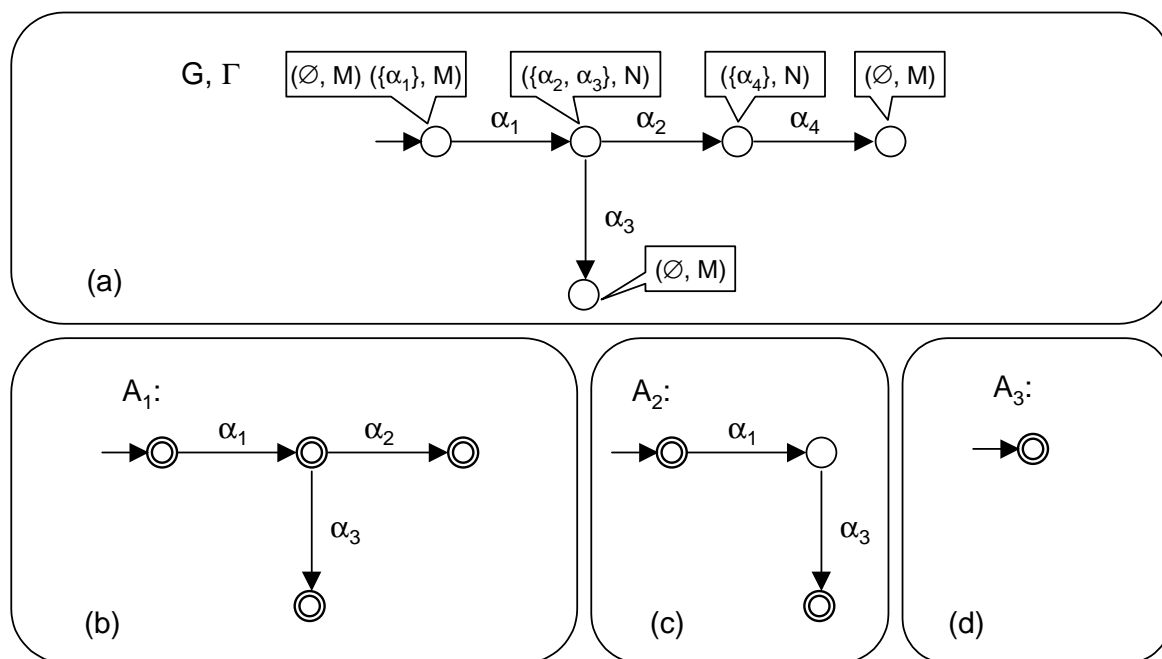 G, Γ
(∅, M) ({α₁}, M)
({α₂, α₃}, N)
({α₄}, N)
(∅, M)
α₁
α₂
α₄
α₃
(∅, M)
(a)
A₁:
α₁
α₂
α₃
(b)
A₂:
α₁
α₃
(c)
A₃:
(d)